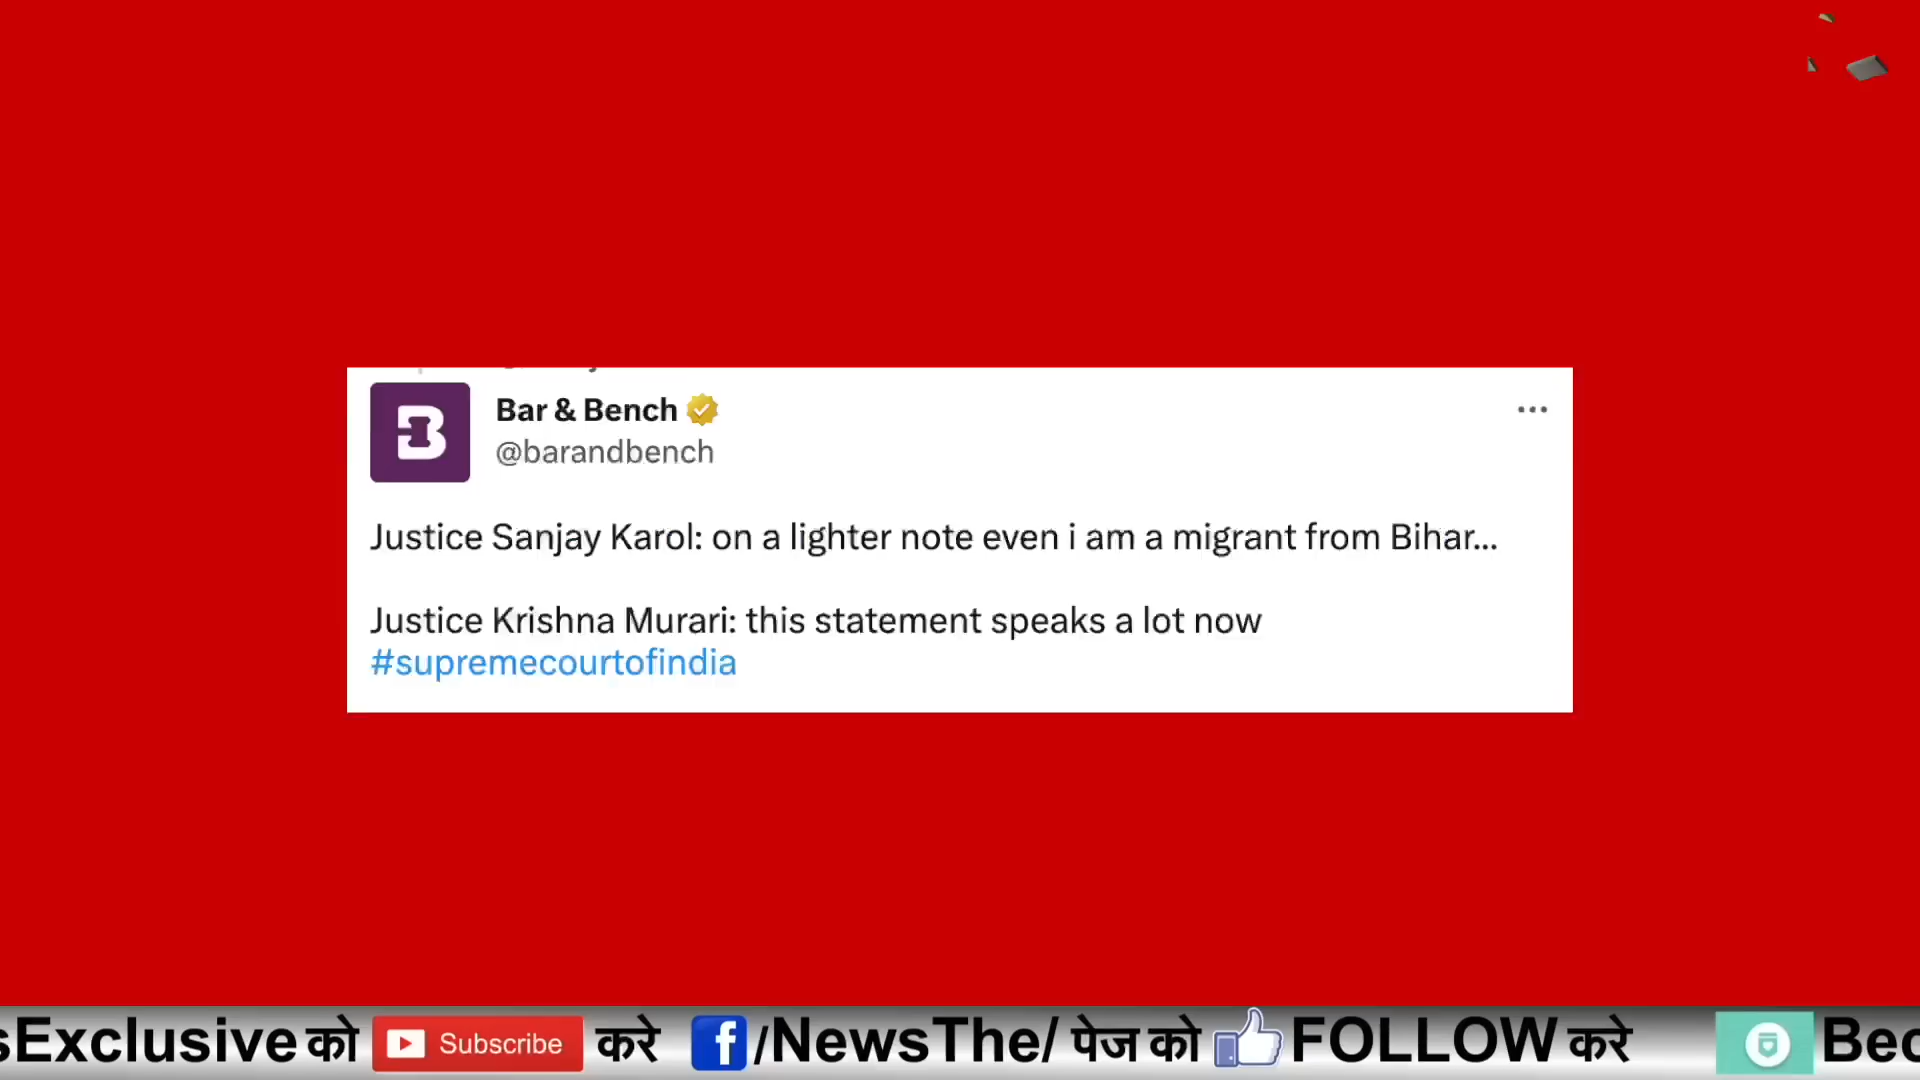 Bar & Bench
@barandbench
Justice Sanjay Karol: on a lighter note even i am a migrant from Bihar...
Justice Krishna Murari: this statement speaks a lot now
#supremecourtofindia
sExclusive को Subscribe करे /NewsThe/ पेज को FOLLOW करे Bec